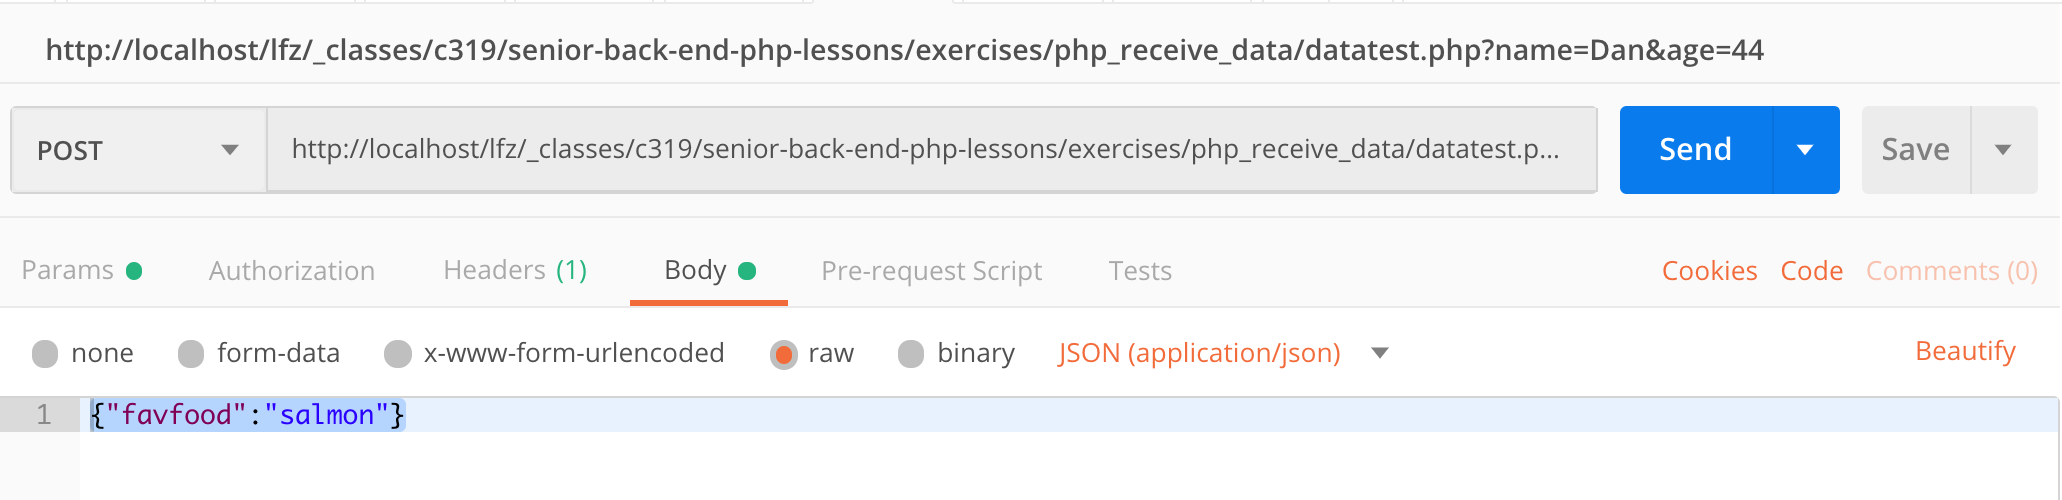 http://localhost/lfz/_classes/c319/senior-back-end-php-lessons/exercises/php_receive_data/datatest.php?name=Dan&age=44
POST http://localhost/lfz/_classes/c319/senior-back-end-php-lessons/exercises/php_receive_data/datatest.p... Send Save
Params Authorization Headers (1) Body Pre-request Script Tests Cookies Code Comments (0)
none form-data x-www-form-urlencoded raw binary JSON (application/json) Beautify
1 {"favfood":"salmon"}